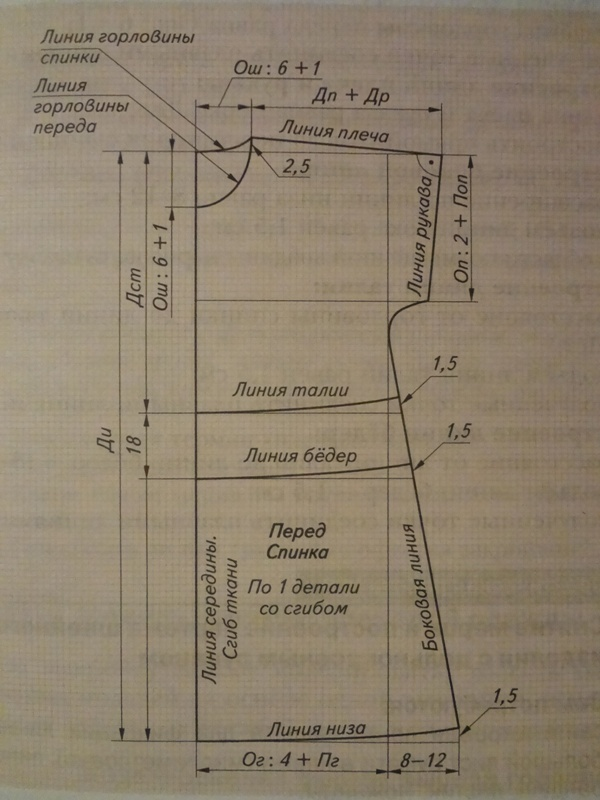 Линия горловины
спинки
Линия
горловины
переда
Ош: 6 + 1
Дп + Др
Линия плеча
2,5
Линия рукава
Оп: 2 + Поп
Дст
Ош: 6 + 1
1,5
Линия талии
Ди
18
1,5
Линия бёдер
Перед
Спинка
По 1 детали
со сгибом
Линия середины.
Сгиб ткани
Боковая линия
1,5
Линия низа
Ог: 4 + Пг
8–12